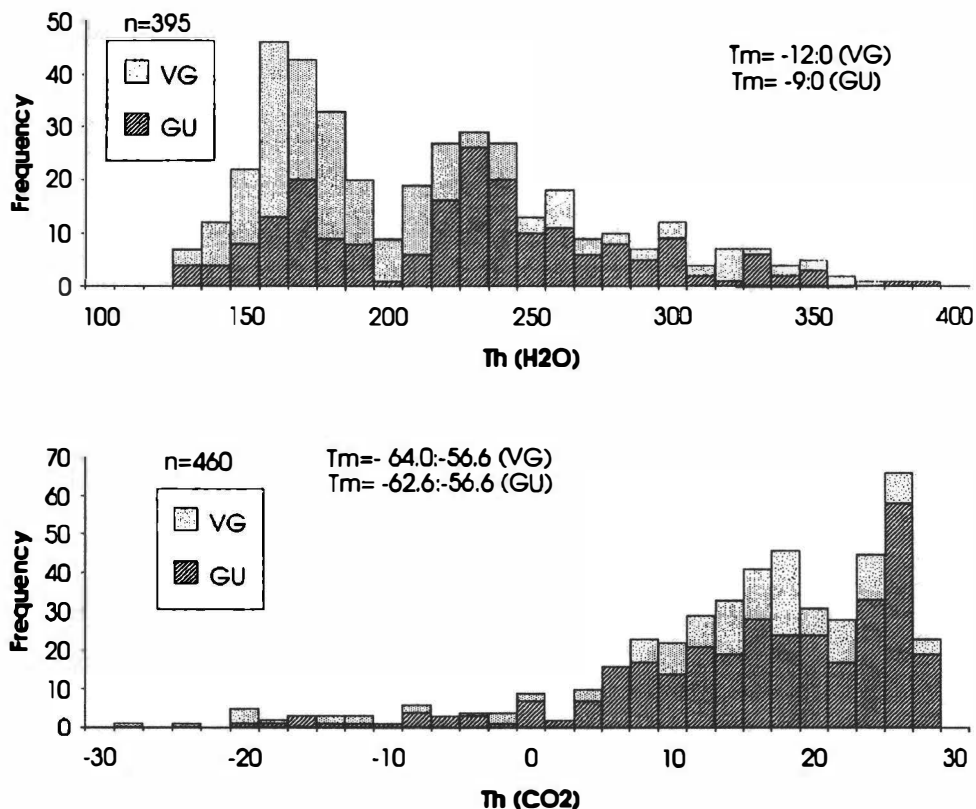 n=395
VG
GU
Tm= -12:0 (VG)
Tm= -9:0 (GU)
Frequency
50
40
30
20
10
0
100 150 200 250 300 350 400
Th (H2O)
n=460
VG
GU
Tm=- 64.0:-56.6 (VG)
Tm= -62.6:-56.6 (GU)
Frequency
70
60
50
40
30
20
10
0
-30 -20 -10 0 10 20 30
Th (CO2)